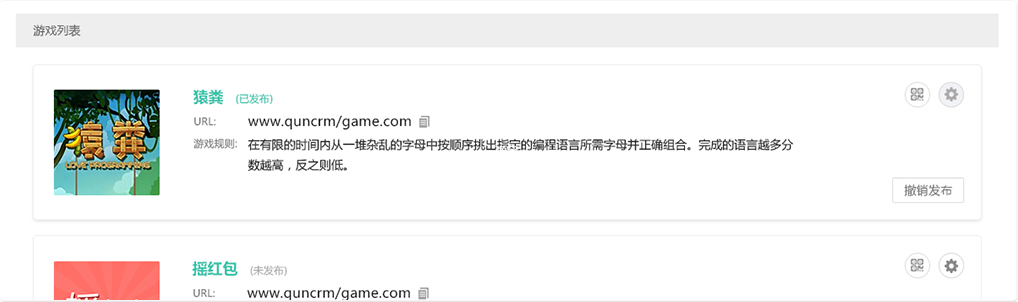 游戏列表
猿粪 (已发布)
猿粪
LOVE PROGRAMMING
URL: www.quncrm/game.com
游戏规则: 在有限的时间内从一堆杂乱的字母中按顺序挑出指定的编程语言所需字母并正确组合。完成的语言越多分
数越高，反之则低。
撤销发布
摇红包 (未发布)
URL: www.quncrm/game.com